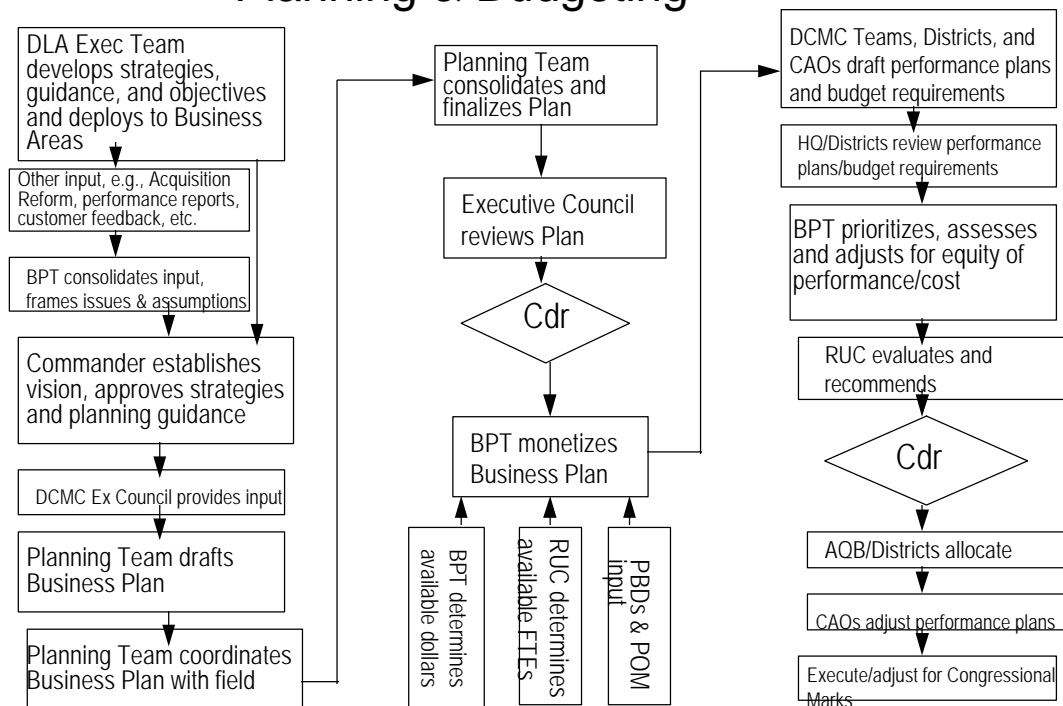 Planning & Budgeting
DLA Exec Team
develops strategies,
guidance, and objectives
and deploys to Business
Areas
Other input, e.g., Acquisition
Reform, performance reports,
customer feedback, etc.
BPT consolidates input,
frames issues & assumptions
Commander establishes
vision, approves strategies
and planning guidance
DCMC Ex Council provides input
Planning Team drafts
Business Plan
Planning Team coordinates
Business Plan with field
Planning Team
consolidates and
finalizes Plan
Executive Council
reviews Plan
Cdr
BPT monetizes
Business Plan
BPT determines
available dollars
RUC determines
available FTEs
PBDs & POM
input
DCMC Teams, Districts, and
CAOs draft performance plans
and budget requirements
HQ/Districts review performance
plans/budget requirements
BPT prioritizes, assesses
and adjusts for equity of
performance/cost
RUC evaluates and
recommends
Cdr
AQB/Districts allocate
CAOs adjust performance plans
Execute/adjust for Congressional
Marks